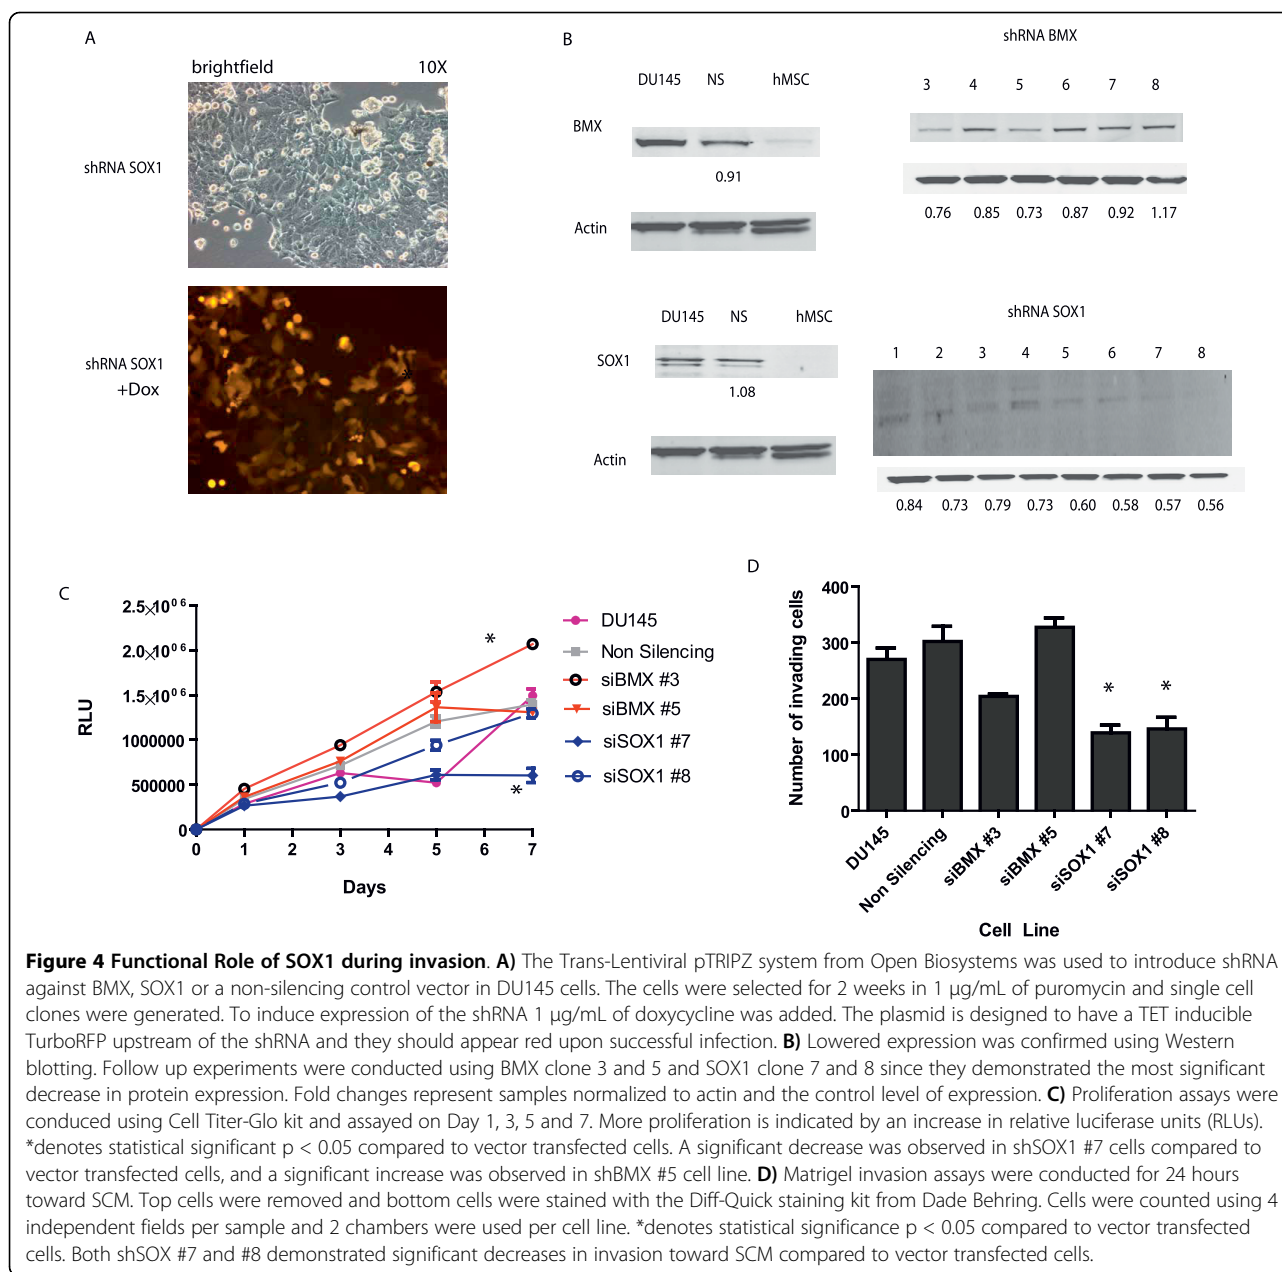 A
brightfield 10X
shRNA SOX1
shRNA SOX1
+Dox
B
DU145 NS hMSC
BMX
0.91
Actin
shRNA BMX
3 4 5 6 7 8
0.76 0.85 0.73 0.87 0.92 1.17
DU145 NS hMSC
SOX1
1.08
Actin
shRNA SOX1
1 2 3 4 5 6 7 8
0.84 0.73 0.79 0.73 0.60 0.58 0.57 0.56
C
2.5×10⁰⁶
2.0×10⁰⁶
1.5×10⁰⁶
1000000
500000
0
RLU
0 1 2 3 4 5 6 7
Days
*
*
DU145
Non Silencing
siBMX #3
siBMX #5
siSOX1 #7
siSOX1 #8
D
400
300
200
100
0
Number of invading cells
* *
DU145
Non Silencing
siBMX #3
siBMX #5
siSOX1 #7
siSOX1 #8
Cell Line
Figure 4 Functional Role of SOX1 during invasion. A) The Trans-Lentiviral pTRIPZ system from Open Biosystems was used to introduce shRNA
against BMX, SOX1 or a non-silencing control vector in DU145 cells. The cells were selected for 2 weeks in 1 μg/mL of puromycin and single cell
clones were generated. To induce expression of the shRNA 1 μg/mL of doxycycline was added. The plasmid is designed to have a TET inducible
TurboRFP upstream of the shRNA and they should appear red upon successful infection. B) Lowered expression was confirmed using Western
blotting. Follow up experiments were conducted using BMX clone 3 and 5 and SOX1 clone 7 and 8 since they demonstrated the most significant
decrease in protein expression. Fold changes represent samples normalized to actin and the control level of expression. C) Proliferation assays were
conduced using Cell Titer-Glo kit and assayed on Day 1, 3, 5 and 7. More proliferation is indicated by an increase in relative luciferase units (RLUs).
*denotes statistical significant p < 0.05 compared to vector transfected cells. A significant decrease was observed in shSOX1 #7 cells compared to
vector transfected cells, and a significant increase was observed in shBMX #5 cell line. D) Matrigel invasion assays were conducted for 24 hours
toward SCM. Top cells were removed and bottom cells were stained with the Diff-Quick staining kit from Dade Behring. Cells were counted using 4
independent fields per sample and 2 chambers were used per cell line. *denotes statistical significance p < 0.05 compared to vector transfected
cells. Both shSOX #7 and #8 demonstrated significant decreases in invasion toward SCM compared to vector transfected cells.